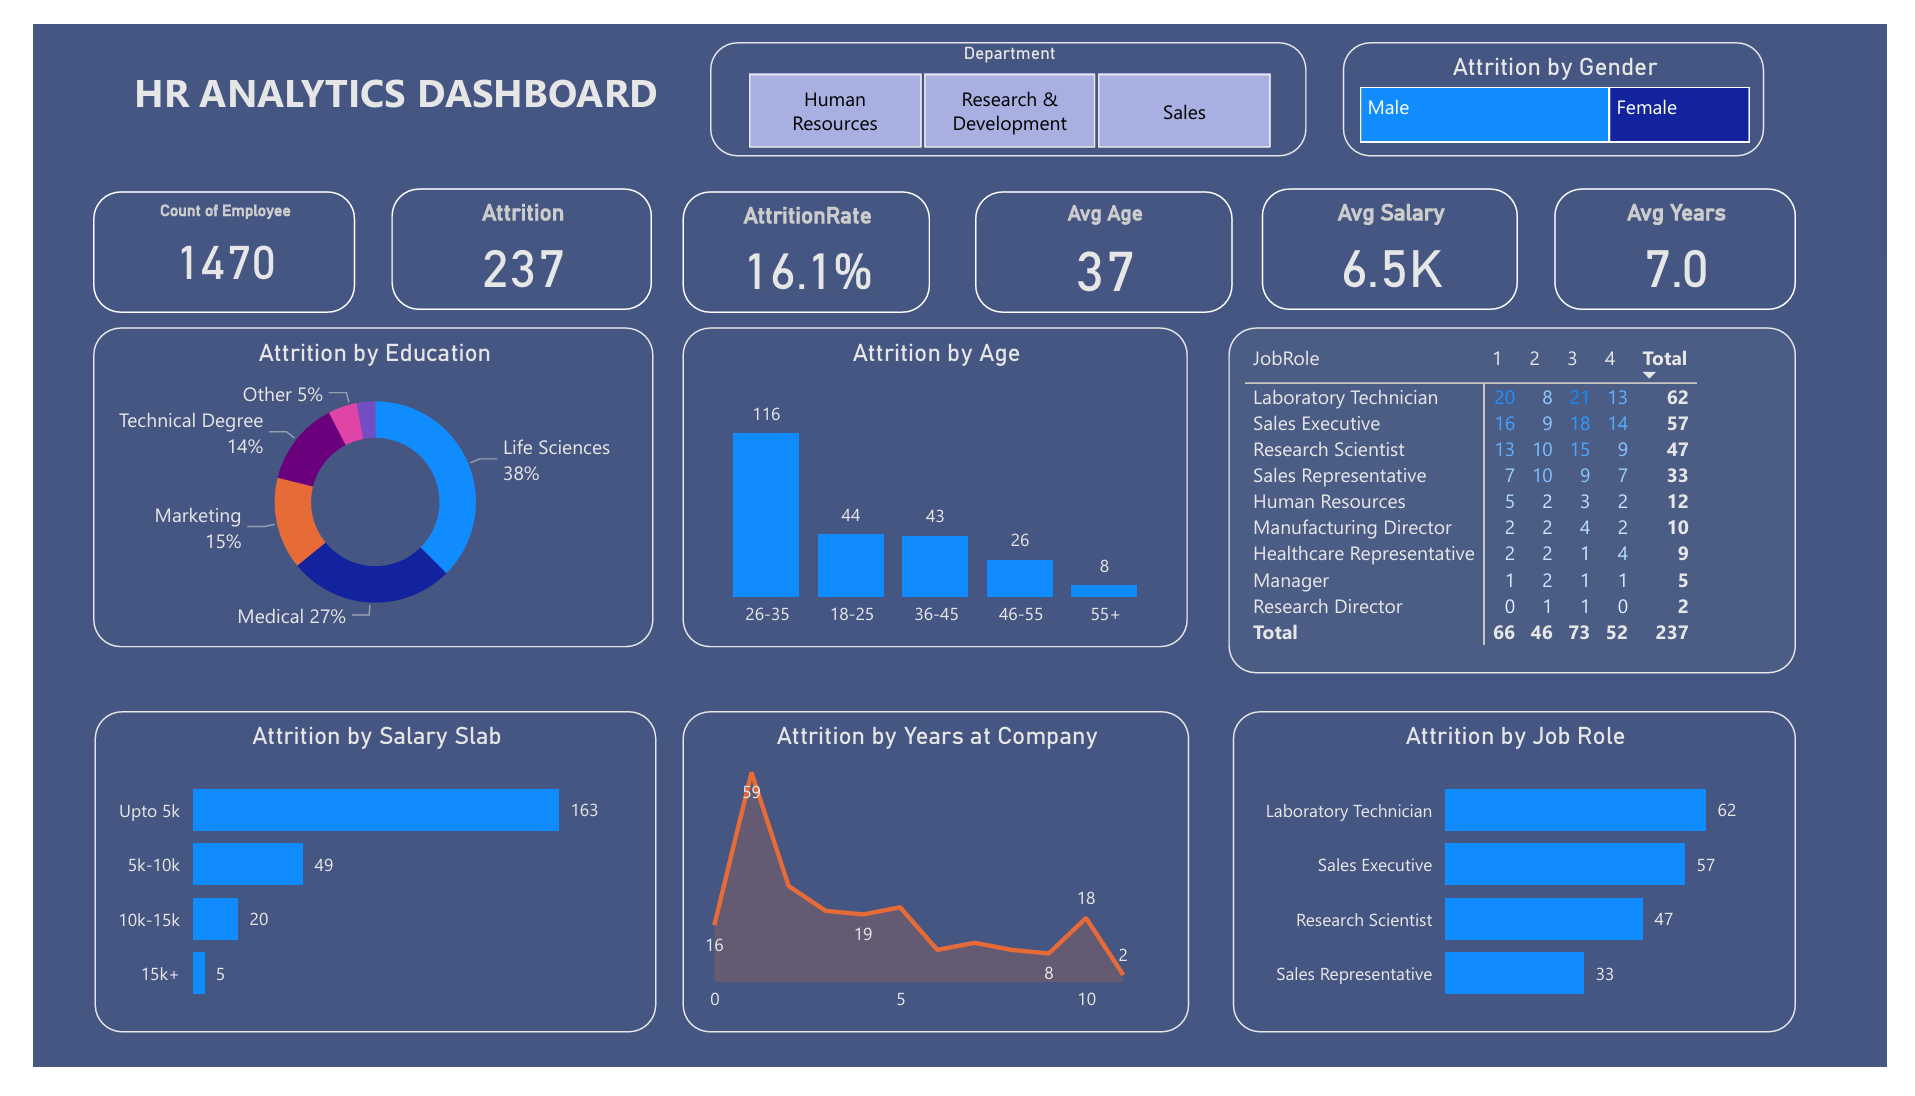 HR ANALYTICS DASHBOARD
Department
Human
Resources
Research &
Development
Sales
Attrition by Gender
Male
Female
Count of Employee
1470
Attrition
237
AttritionRate
16.1%
Avg Age
37
Avg Salary
6.5K
Avg Years
7.0
Attrition by Education
Other 5%
Technical Degree
14%
Life Sciences
38%
Marketing
15%
Medical 27%
Attrition by Age
116
44
43
26
8
26-35 18-25 36-45 46-55 55+
JobRole 1 2 3 4 Total
Laboratory Technician 20 8 21 13 62
Sales Executive 16 9 18 14 57
Research Scientist 13 10 15 9 47
Sales Representative 7 10 9 7 33
Human Resources 5 2 3 2 12
Manufacturing Director 2 2 4 2 10
Healthcare Representative 2 2 1 4 9
Manager 1 2 1 1 5
Research Director 0 1 1 0 2
Total 66 46 73 52 237
Attrition by Salary Slab
Upto 5k 163
5k-10k 49
10k-15k 20
15k+ 5
Attrition by Years at Company
59
18
16
19
2
8
0 5 10
Attrition by Job Role
Laboratory Technician 62
Sales Executive 57
Research Scientist 47
Sales Representative 33